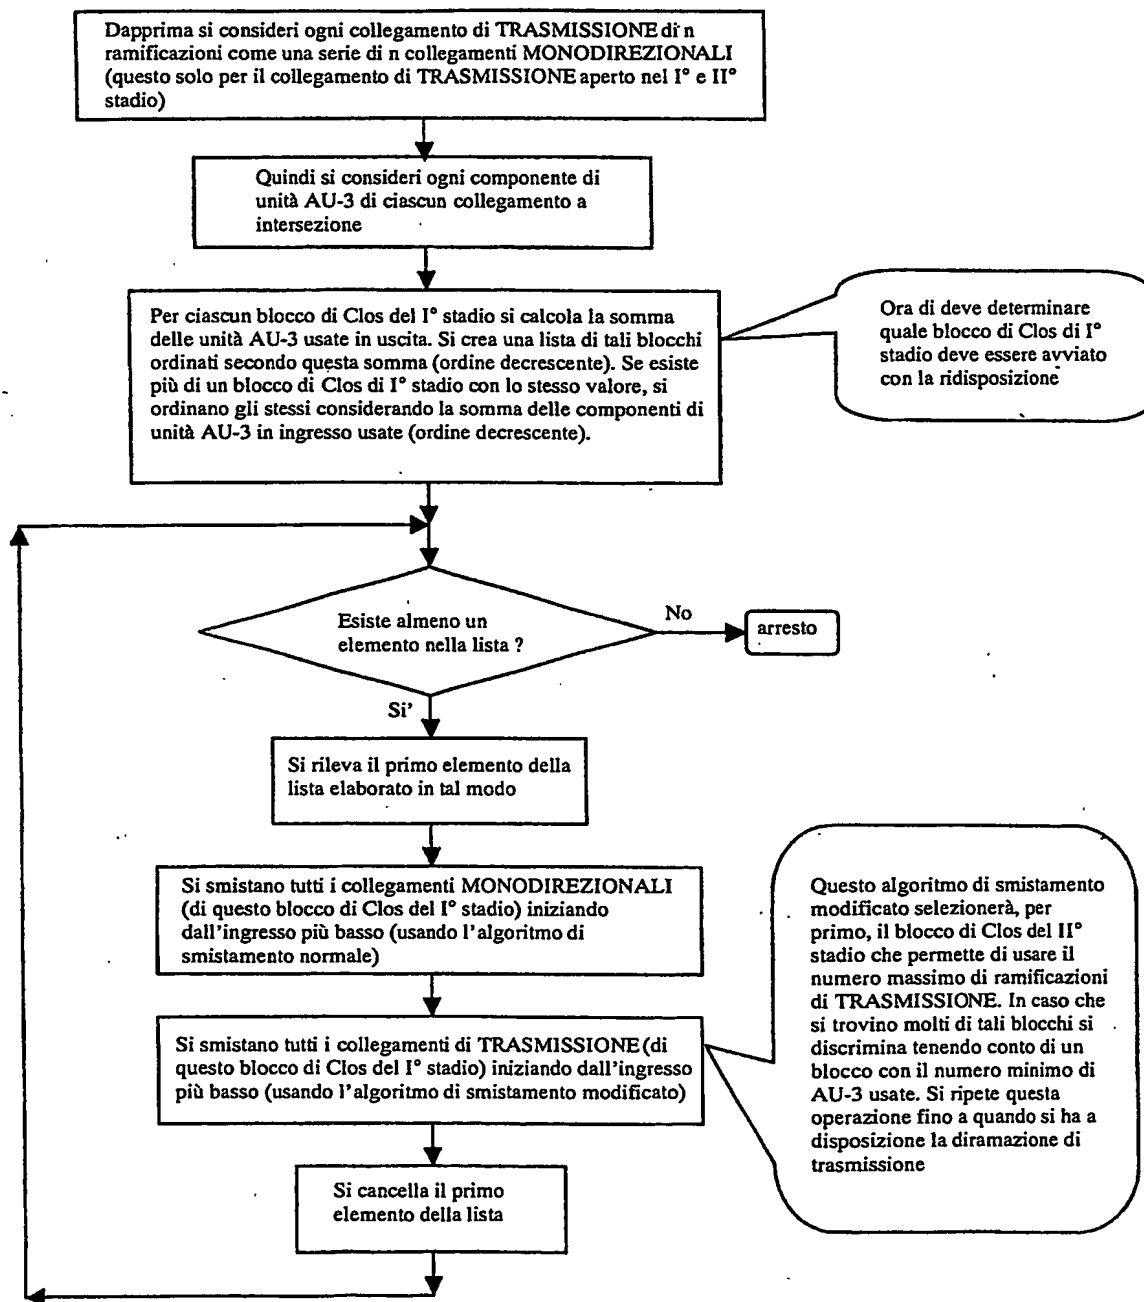 Dapprima si consideri ogni collegamento di TRASMISSIONE di n
ramificazioni come una serie di n collegamenti MONODIREZIONALI
(questo solo per il collegamento di TRASMISSIONE aperto nel I° e II°
stadio)
Quindi si consideri ogni componente di
unità AU-3 di ciascun collegamento a
intersezione
Per ciascun blocco di Clos del I° stadio si calcola la somma
delle unità AU-3 usate in uscita. Si crea una lista di tali blocchi
ordinati secondo questa somma (ordine decrescente). Se esiste
più di un blocco di Clos di I° stadio con lo stesso valore, si
ordinano gli stessi considerando la somma delle componenti di
unità AU-3 in ingresso usate (ordine decrescente).
Ora di deve determinare
quale blocco di Clos di I°
stadio deve essere avviato
con la ridisposizione
Esiste almeno un
elemento nella lista ?
No
arresto
Si'
Si rileva il primo elemento della
lista elaborato in tal modo
Si smistano tutti i collegamenti MONODIREZIONALI
(di questo blocco di Clos del I° stadio) iniziando
dall'ingresso più basso (usando l'algoritmo di
smistamento normale)
Si smistano tutti i collegamenti di TRASMISSIONE (di
questo blocco di Clos del I° stadio) iniziando dall'ingresso
più basso (usando l'algoritmo di smistamento modificato)
Questo algoritmo di smistamento
modificato selezionerà, per
primo, il blocco di Clos del II°
stadio che permette di usare il
numero massimo di ramificazioni
di TRASMISSIONE. In caso che
si trovino molti di tali blocchi si
discrimina tenendo conto di un
blocco con il numero minimo di
AU-3 usate. Si ripete questa
operazione fino a quando si ha a
disposizione la diramazione di
trasmissione
Si cancella il primo
elemento della lista